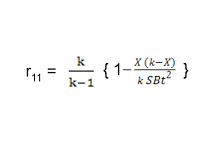 r₁₁ = k/(k−1) { 1− X (k−X)/(k SBt²) }